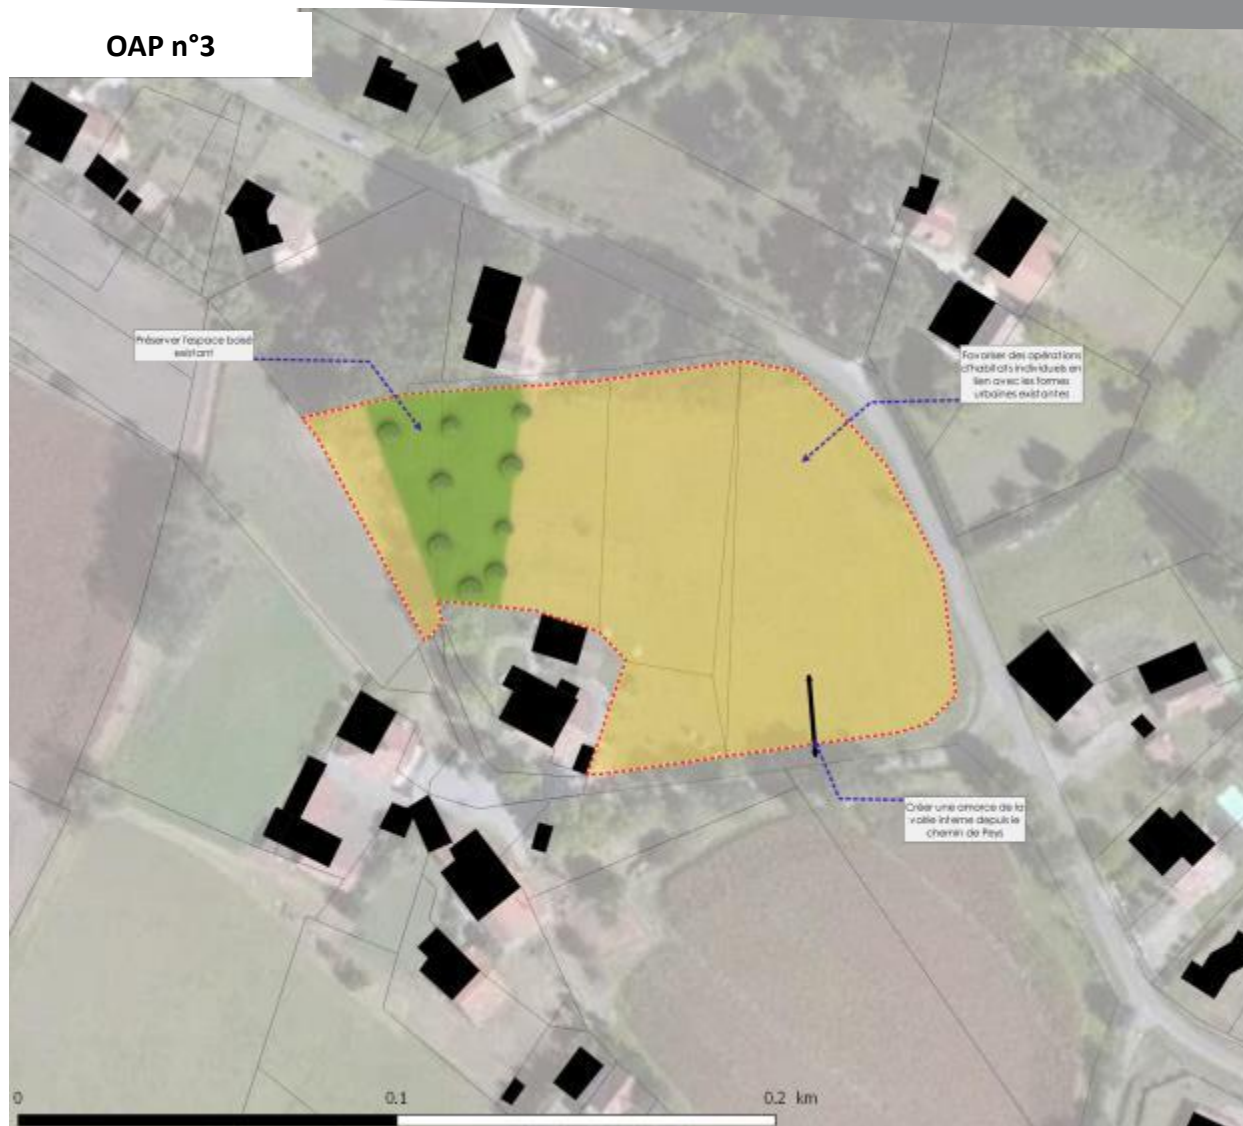 OAP n°3
Préserver l'espace boisé
existant
Favoriser des opérations
d'habitats individuels en
lien avec les formes
urbaines existantes
Créer une amorce de la
voirie interne depuis le
chemin de Peys
0 0.1 0.2 km